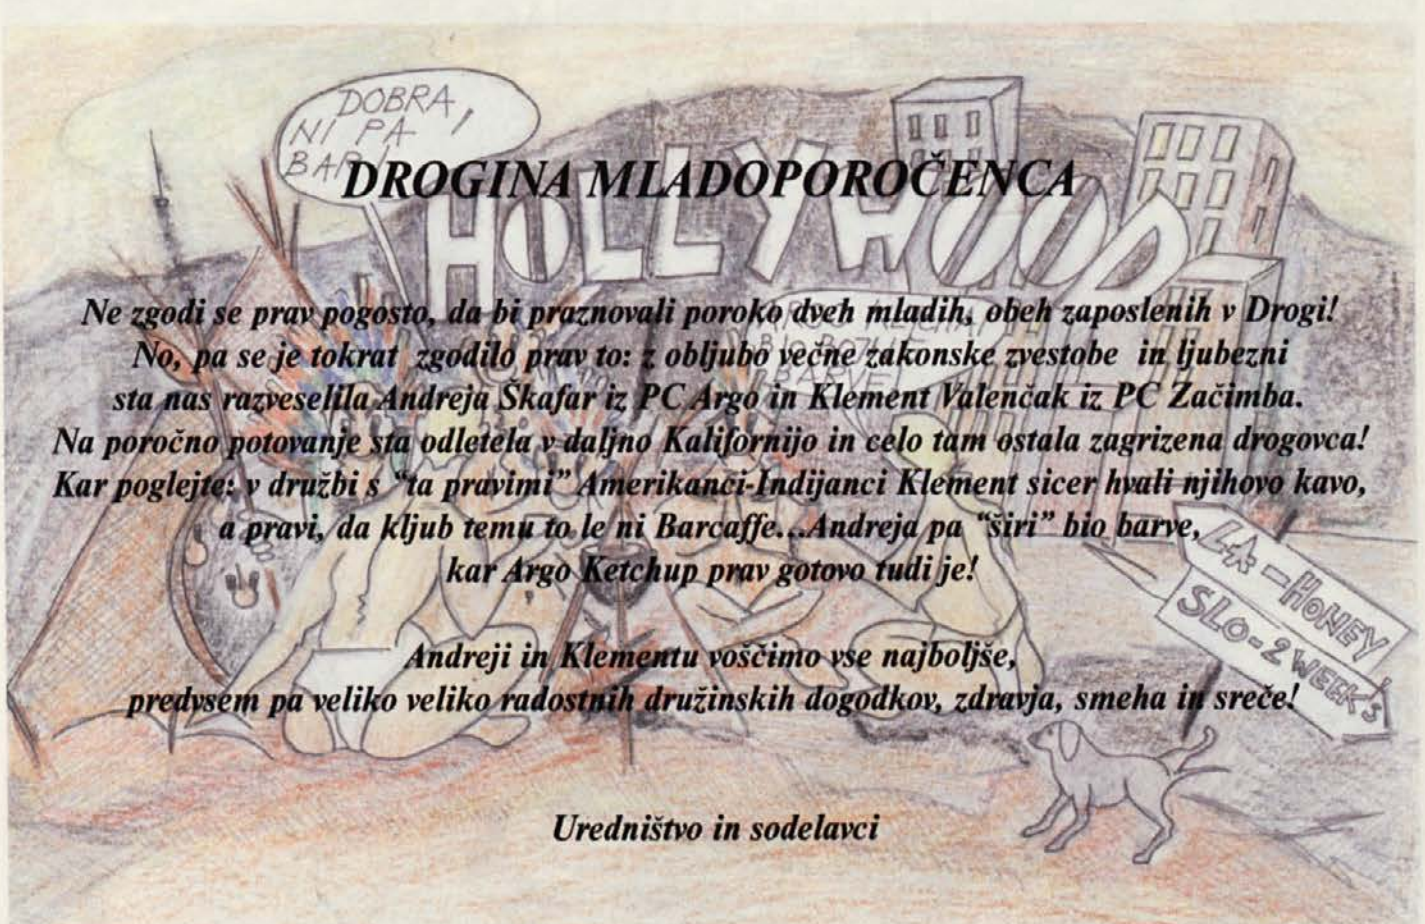 DOBRA,
NI PA
DROGINA MLADOPOROČENCA
HOLLYWOOD
Ne zgodi se prav pogosto, da bi praznovali poroko dveh mladih, obeh zaposlenih v Drogi!
No, pa se je tokrat zgodilo prav to: z obljubo večne zakonske zvestobe in ljubezni
sta nas razveselila Andreja Škafar iz PC Argo in Klement Valenčak iz PC Začimba.
Na poročno potovanje sta odletela v daljno Kalifornijo in celo tam ostala zagrizena drogovca!
Kar poglejte: v družbi s "ta pravimi" Amerikanci-Indijanci Klement sicer hvali njihovo kavo,
a pravi, da kljub temu to le ni Barcaffe...Andreja pa "širi" bio barve,
kar Argo Ketchup prav gotovo tudi je!
LA-HONEY
SLO-2 WEEKS
Andreji in Klementu voščimo vse najboljše,
predvsem pa veliko veliko radostnih družinskih dogodkov, zdravja, smeha in sreče!
Uredništvo in sodelavci